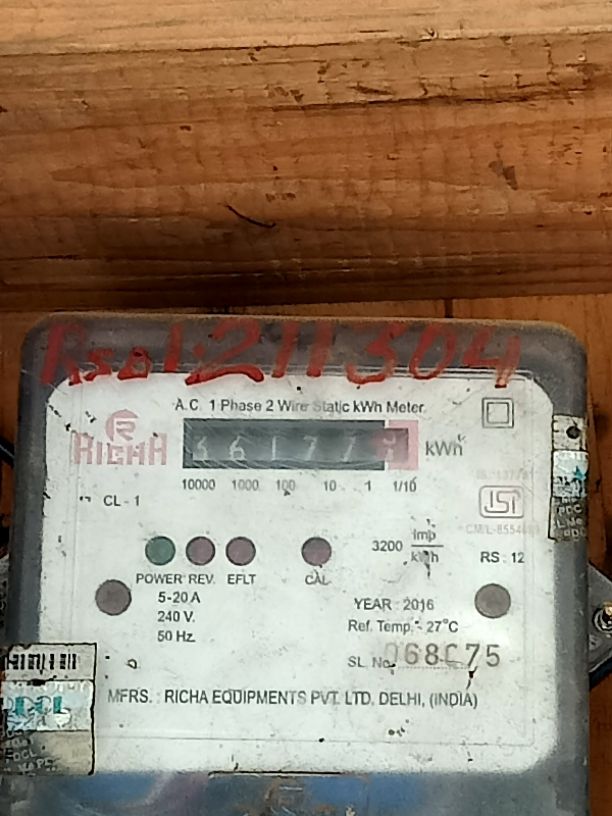 211304
A.C. 1 Phase 2 Wire Static kWh Meter
RICHA
kWh
10000 1000 100 10 1 1/10
CL - 1
3200 imp/kWh
POWER REV. EFLT CAL
RS : 12
5-20 A
240 V.
50 Hz.
YEAR : 2016
Ref. Temp. - 27°C
SL. No.
MFRS. : RICHA EQUIPMENTS PVT. LTD. DELHI, (INDIA)